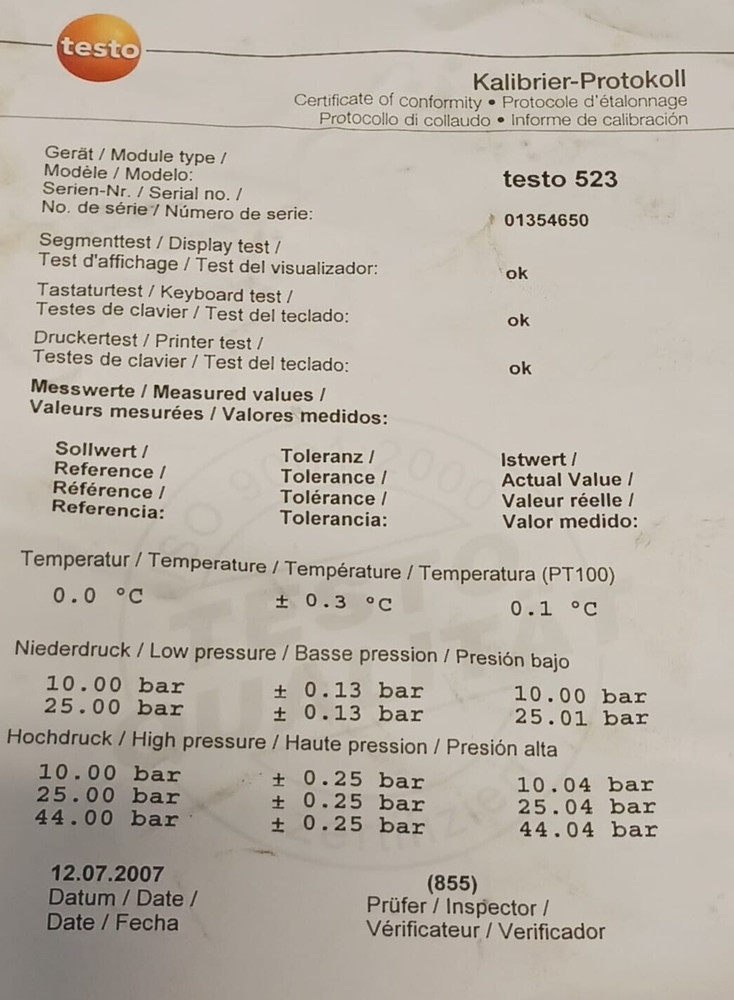 testo
Kalibrier-Protokoll
Certificate of conformity • Protocole d'étalonnage
Protocollo di collaudo • Informe de calibración
Gerät / Module type /
Modèle / Modelo:
testo 523
Serien-Nr. / Serial no. /
No. de série / Número de serie:
01354650
Segmenttest / Display test /
Test d'affichage / Test del visualizador:
ok
Tastaturtest / Keyboard test /
Testes de clavier / Test del teclado:
ok
Druckertest / Printer test /
Testes de clavier / Test del teclado:
ok
Messwerte / Measured values /
Valeurs mesurées / Valores medidos:
Sollwert / Toleranz / Istwert /
Reference / Tolerance / Actual Value /
Référence / Tolérance / Valeur réelle /
Referencia: Tolerancia: Valor medido:
Temperatur / Temperature / Température / Temperatura (PT100)
0.0 °C ± 0.3 °C 0.1 °C
Niederdruck / Low pressure / Basse pression / Presión bajo
10.00 bar ± 0.13 bar 10.00 bar
25.00 bar ± 0.13 bar 25.01 bar
Hochdruck / High pressure / Haute pression / Presión alta
10.00 bar ± 0.25 bar 10.04 bar
25.00 bar ± 0.25 bar 25.04 bar
44.00 bar ± 0.25 bar 44.04 bar
12.07.2007 (855)
Datum / Date / Prüfer / Inspector /
Date / Fecha Vérificateur / Verificador